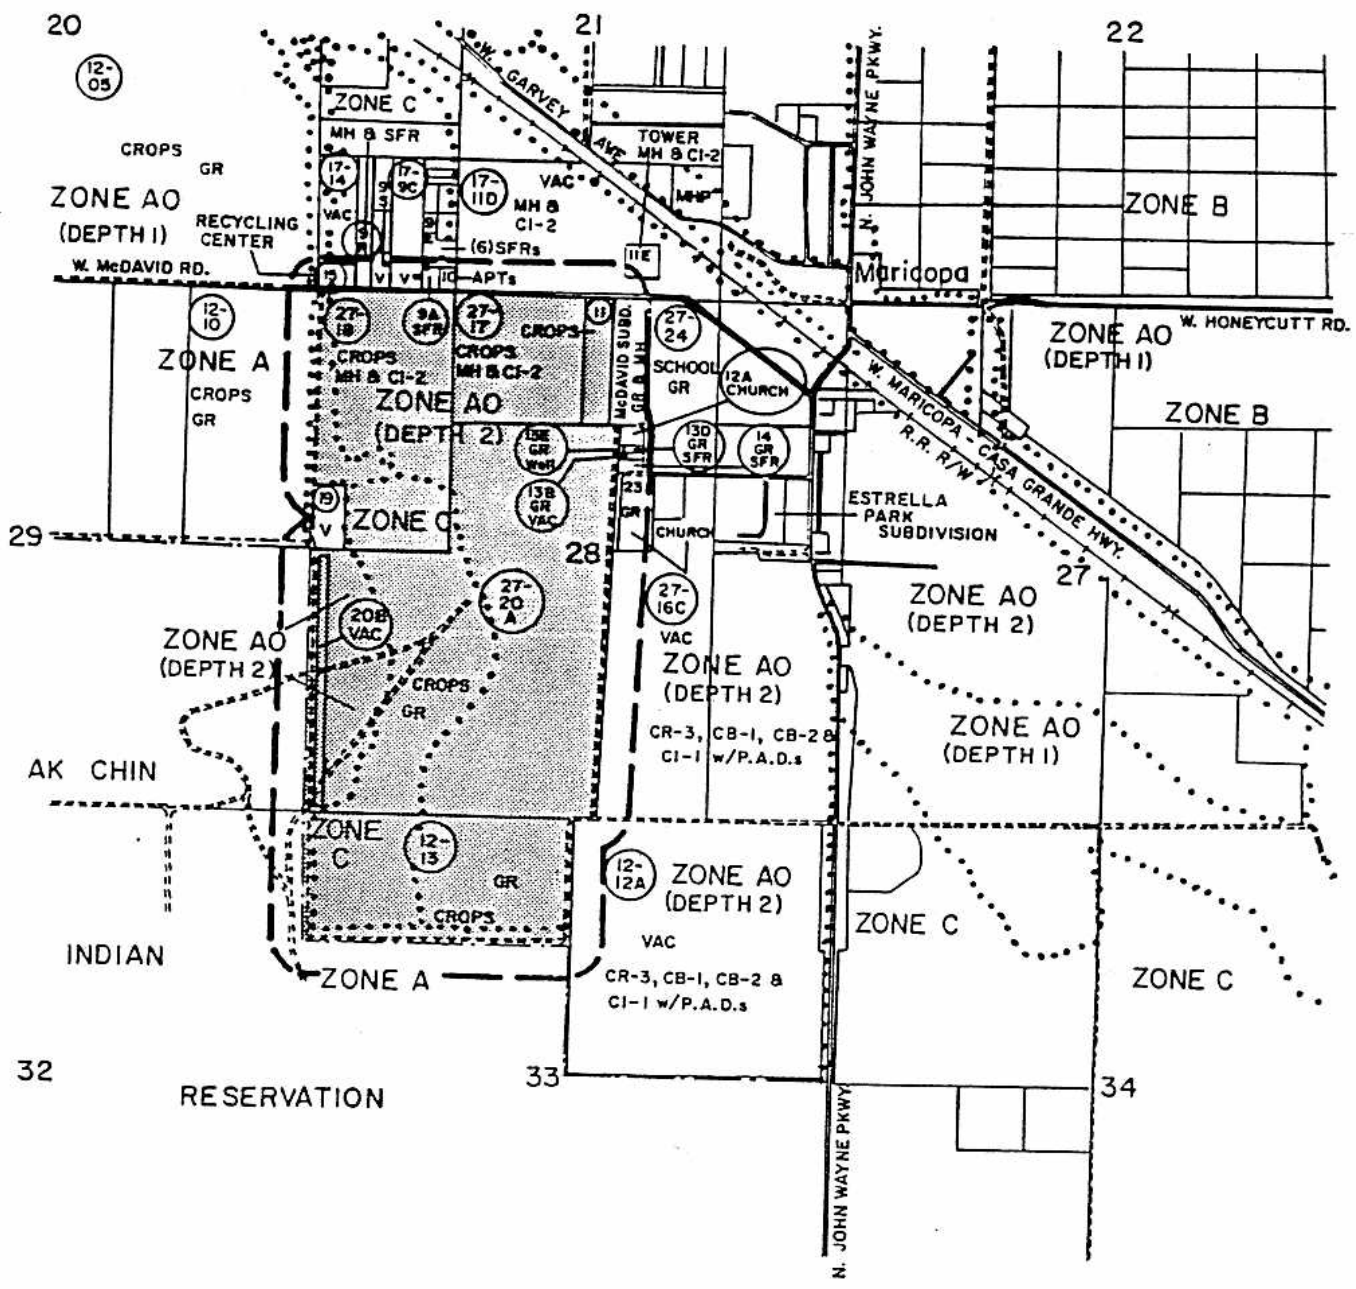 20
21
22
12-
05
W. GARVEY AVE
N. JOHN WAYNE PKWY.
ZONE C
MH & SFR
TOWER
MH & CI-2
CROPS
GR
17-
14
17-
9C
17-
11D
VAC
MHP
ZONE AO
(DEPTH 1)
VAC
MH &
CI-2
ZONE B
RECYCLING
CENTER
(6) SFRs
11E
Maricopa
W. McDAVID RD.
15
V
V
1C
APTs
12-
10
27-
18
9A
SFR
27-
17
CROPS
11
McDAVID SUBD.
GR & MH
27-
24
W. HONEYCUTT RD.
ZONE AO
(DEPTH 1)
ZONE A
CROPS
MH & CI-2
CROPS
MH & CI-2
SCHOOL
GR
12A
CHURCH
W. MARICOPA - CASA GRANDE HWY.
R.R. R/W
CROPS
GR
ZONE AO
(DEPTH 2)
ZONE B
13E
GR
Well
13D
GR
SFR
14
GR
SFR
19
V
ZONE C
13B
GR
VAC
23
GR
CHURCH
ESTRELLA
PARK
SUBDIVISION
29
28
27
27-
20
A
27-
16C
VAC
20B
VAC
ZONE AO
(DEPTH 2)
ZONE AO
(DEPTH 2)
ZONE AO
(DEPTH 2)
CROPS
GR
CR-3, CB-1, CB-2 &
CI-1 w/P.A.D.s
ZONE AO
(DEPTH 1)
AK CHIN
ZONE
C
12-
13
GR
CROPS
12-
12A
ZONE AO
(DEPTH 2)
ZONE C
INDIAN
VAC
ZONE A
CR-3, CB-1, CB-2 &
CI-1 w/P.A.D.s
ZONE C
32
33
34
RESERVATION
N. JOHN WAYNE PKWY.